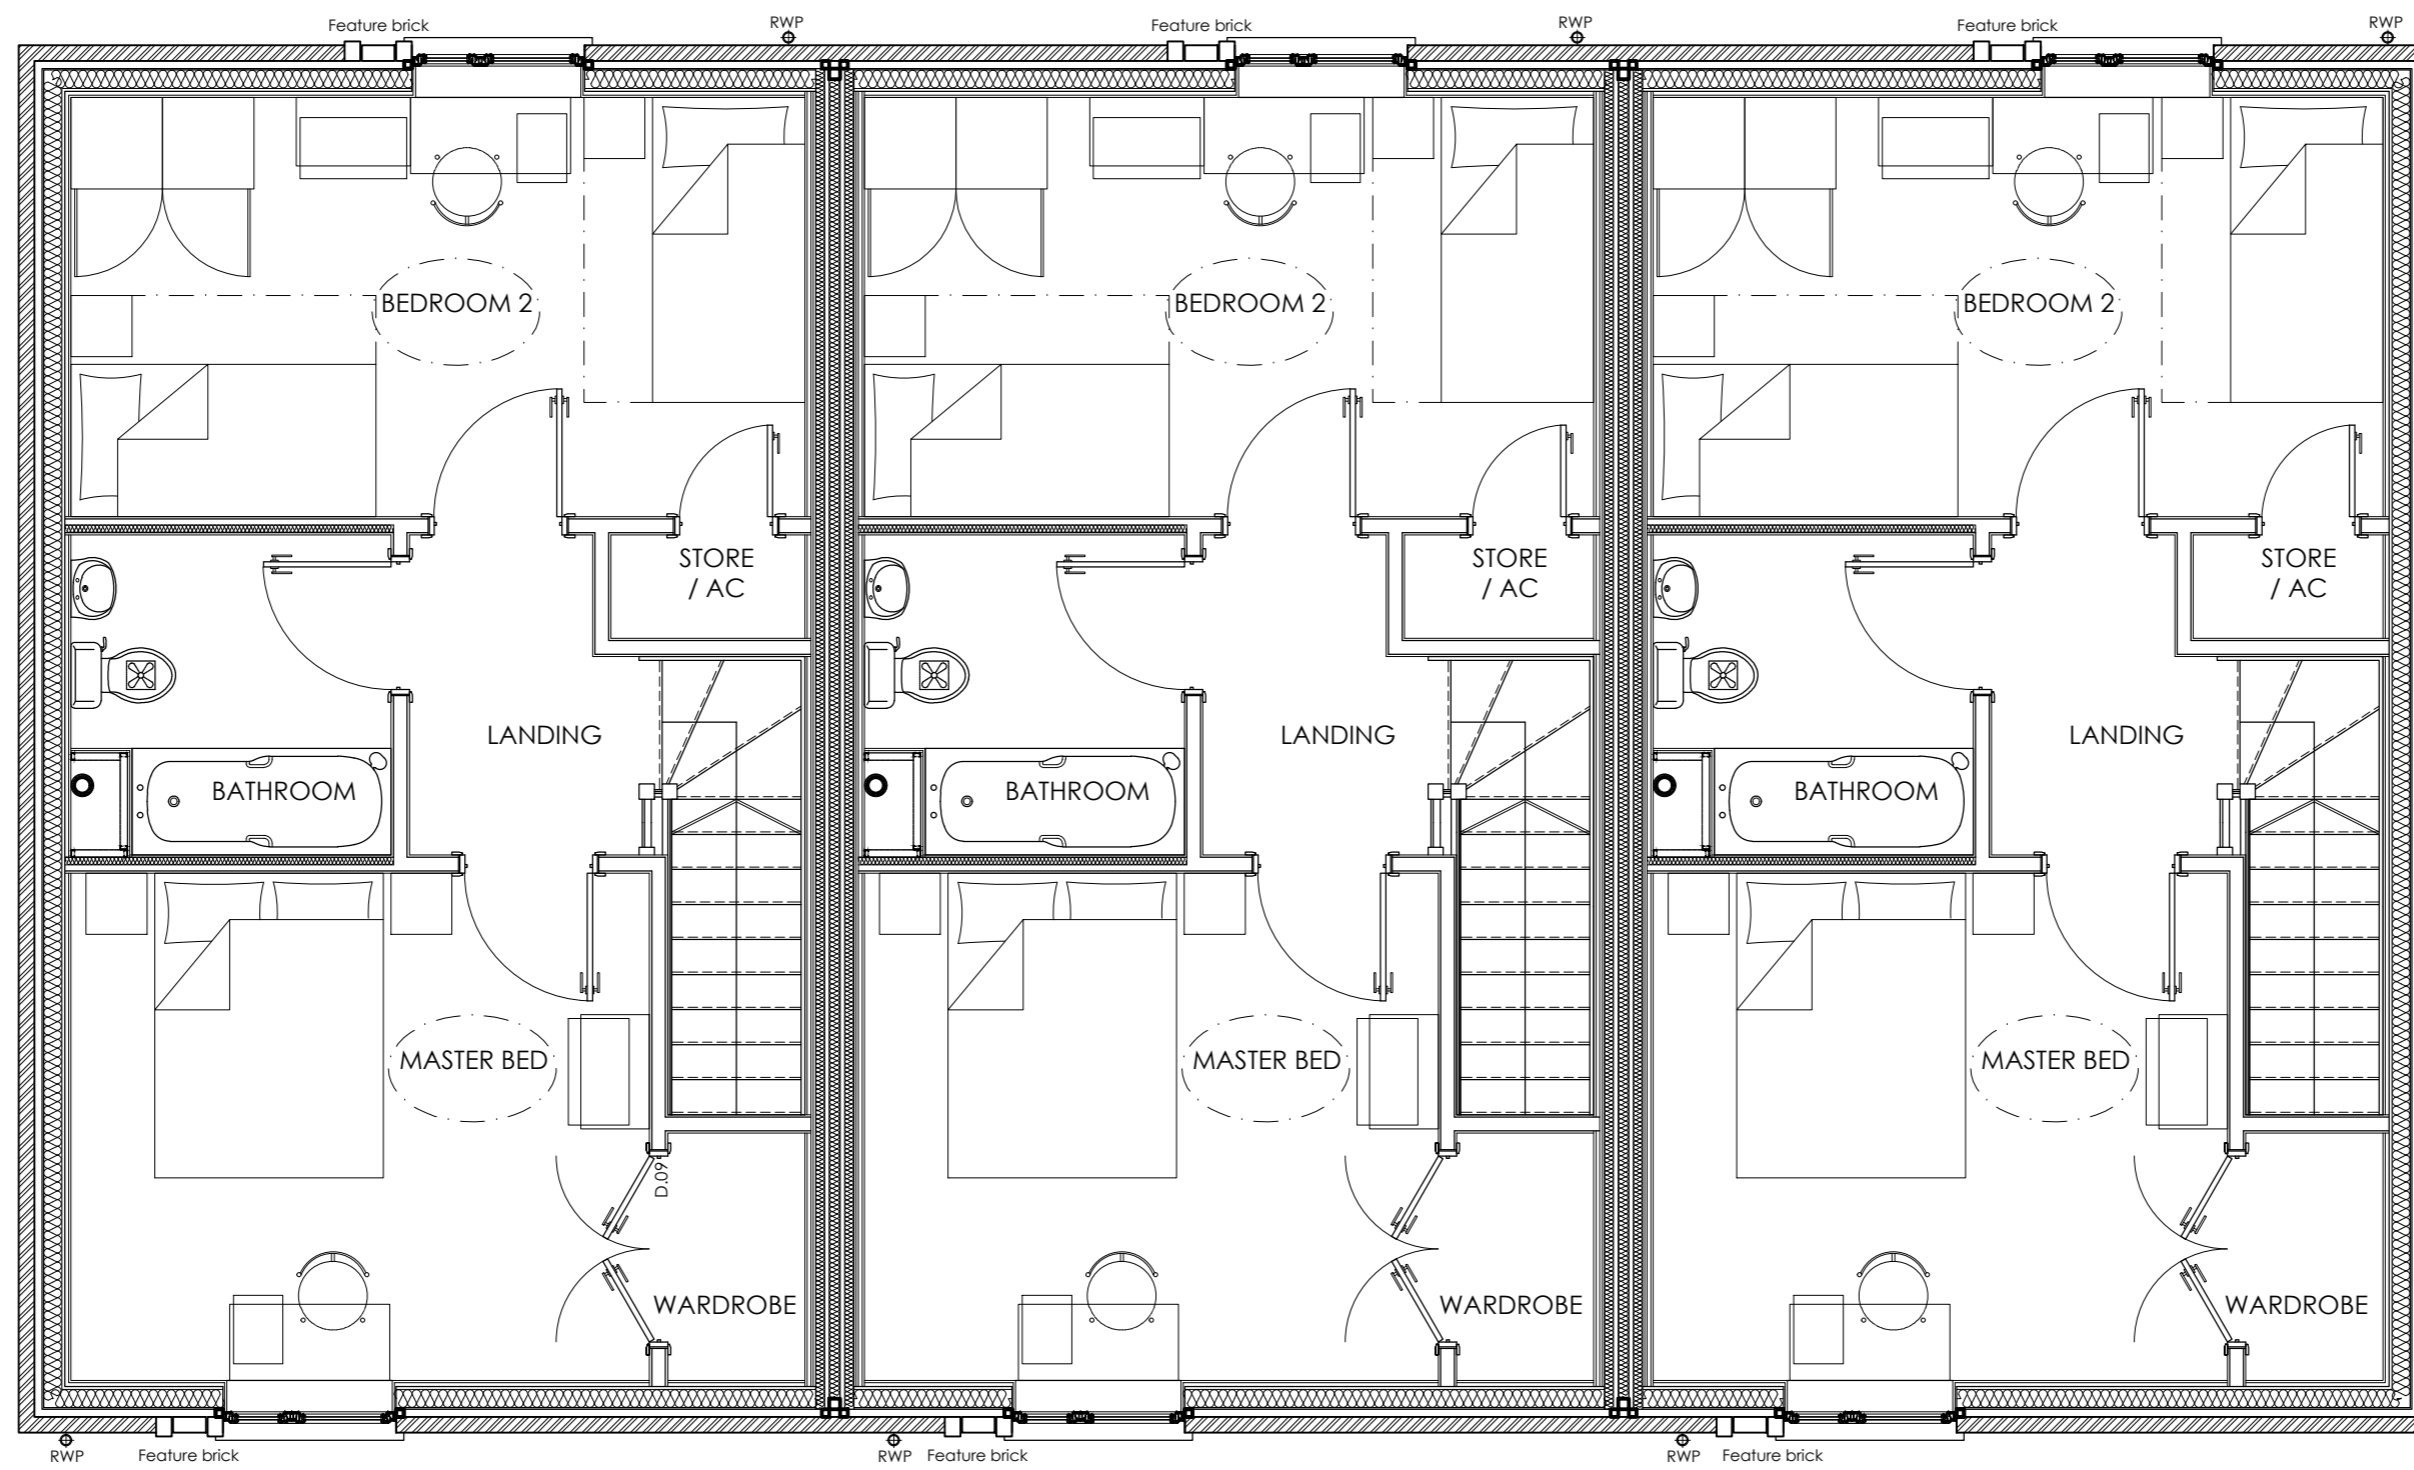 Feature brick
RWP
Feature brick
RWP
Feature brick
RWP
BEDROOM 2
BEDROOM 2
BEDROOM 2
STORE
/ AC
STORE
/ AC
STORE
/ AC
LANDING
LANDING
LANDING
BATHROOM
BATHROOM
BATHROOM
MASTER BED
MASTER BED
MASTER BED
D.09
WARDROBE
WARDROBE
WARDROBE
RWP
Feature brick
RWP
Feature brick
RWP
Feature brick